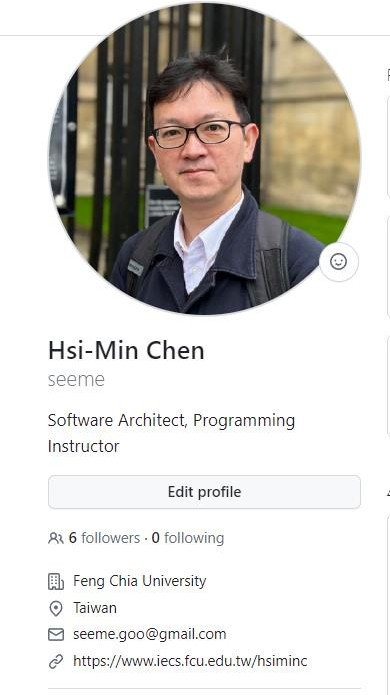 Hsi-Min Chen
seeme
Software Architect, Programming
Instructor
Edit profile
6 followers · 0 following
Feng Chia University
Taiwan
seeme.goo@gmail.com
https://www.iecs.fcu.edu.tw/hsiminc